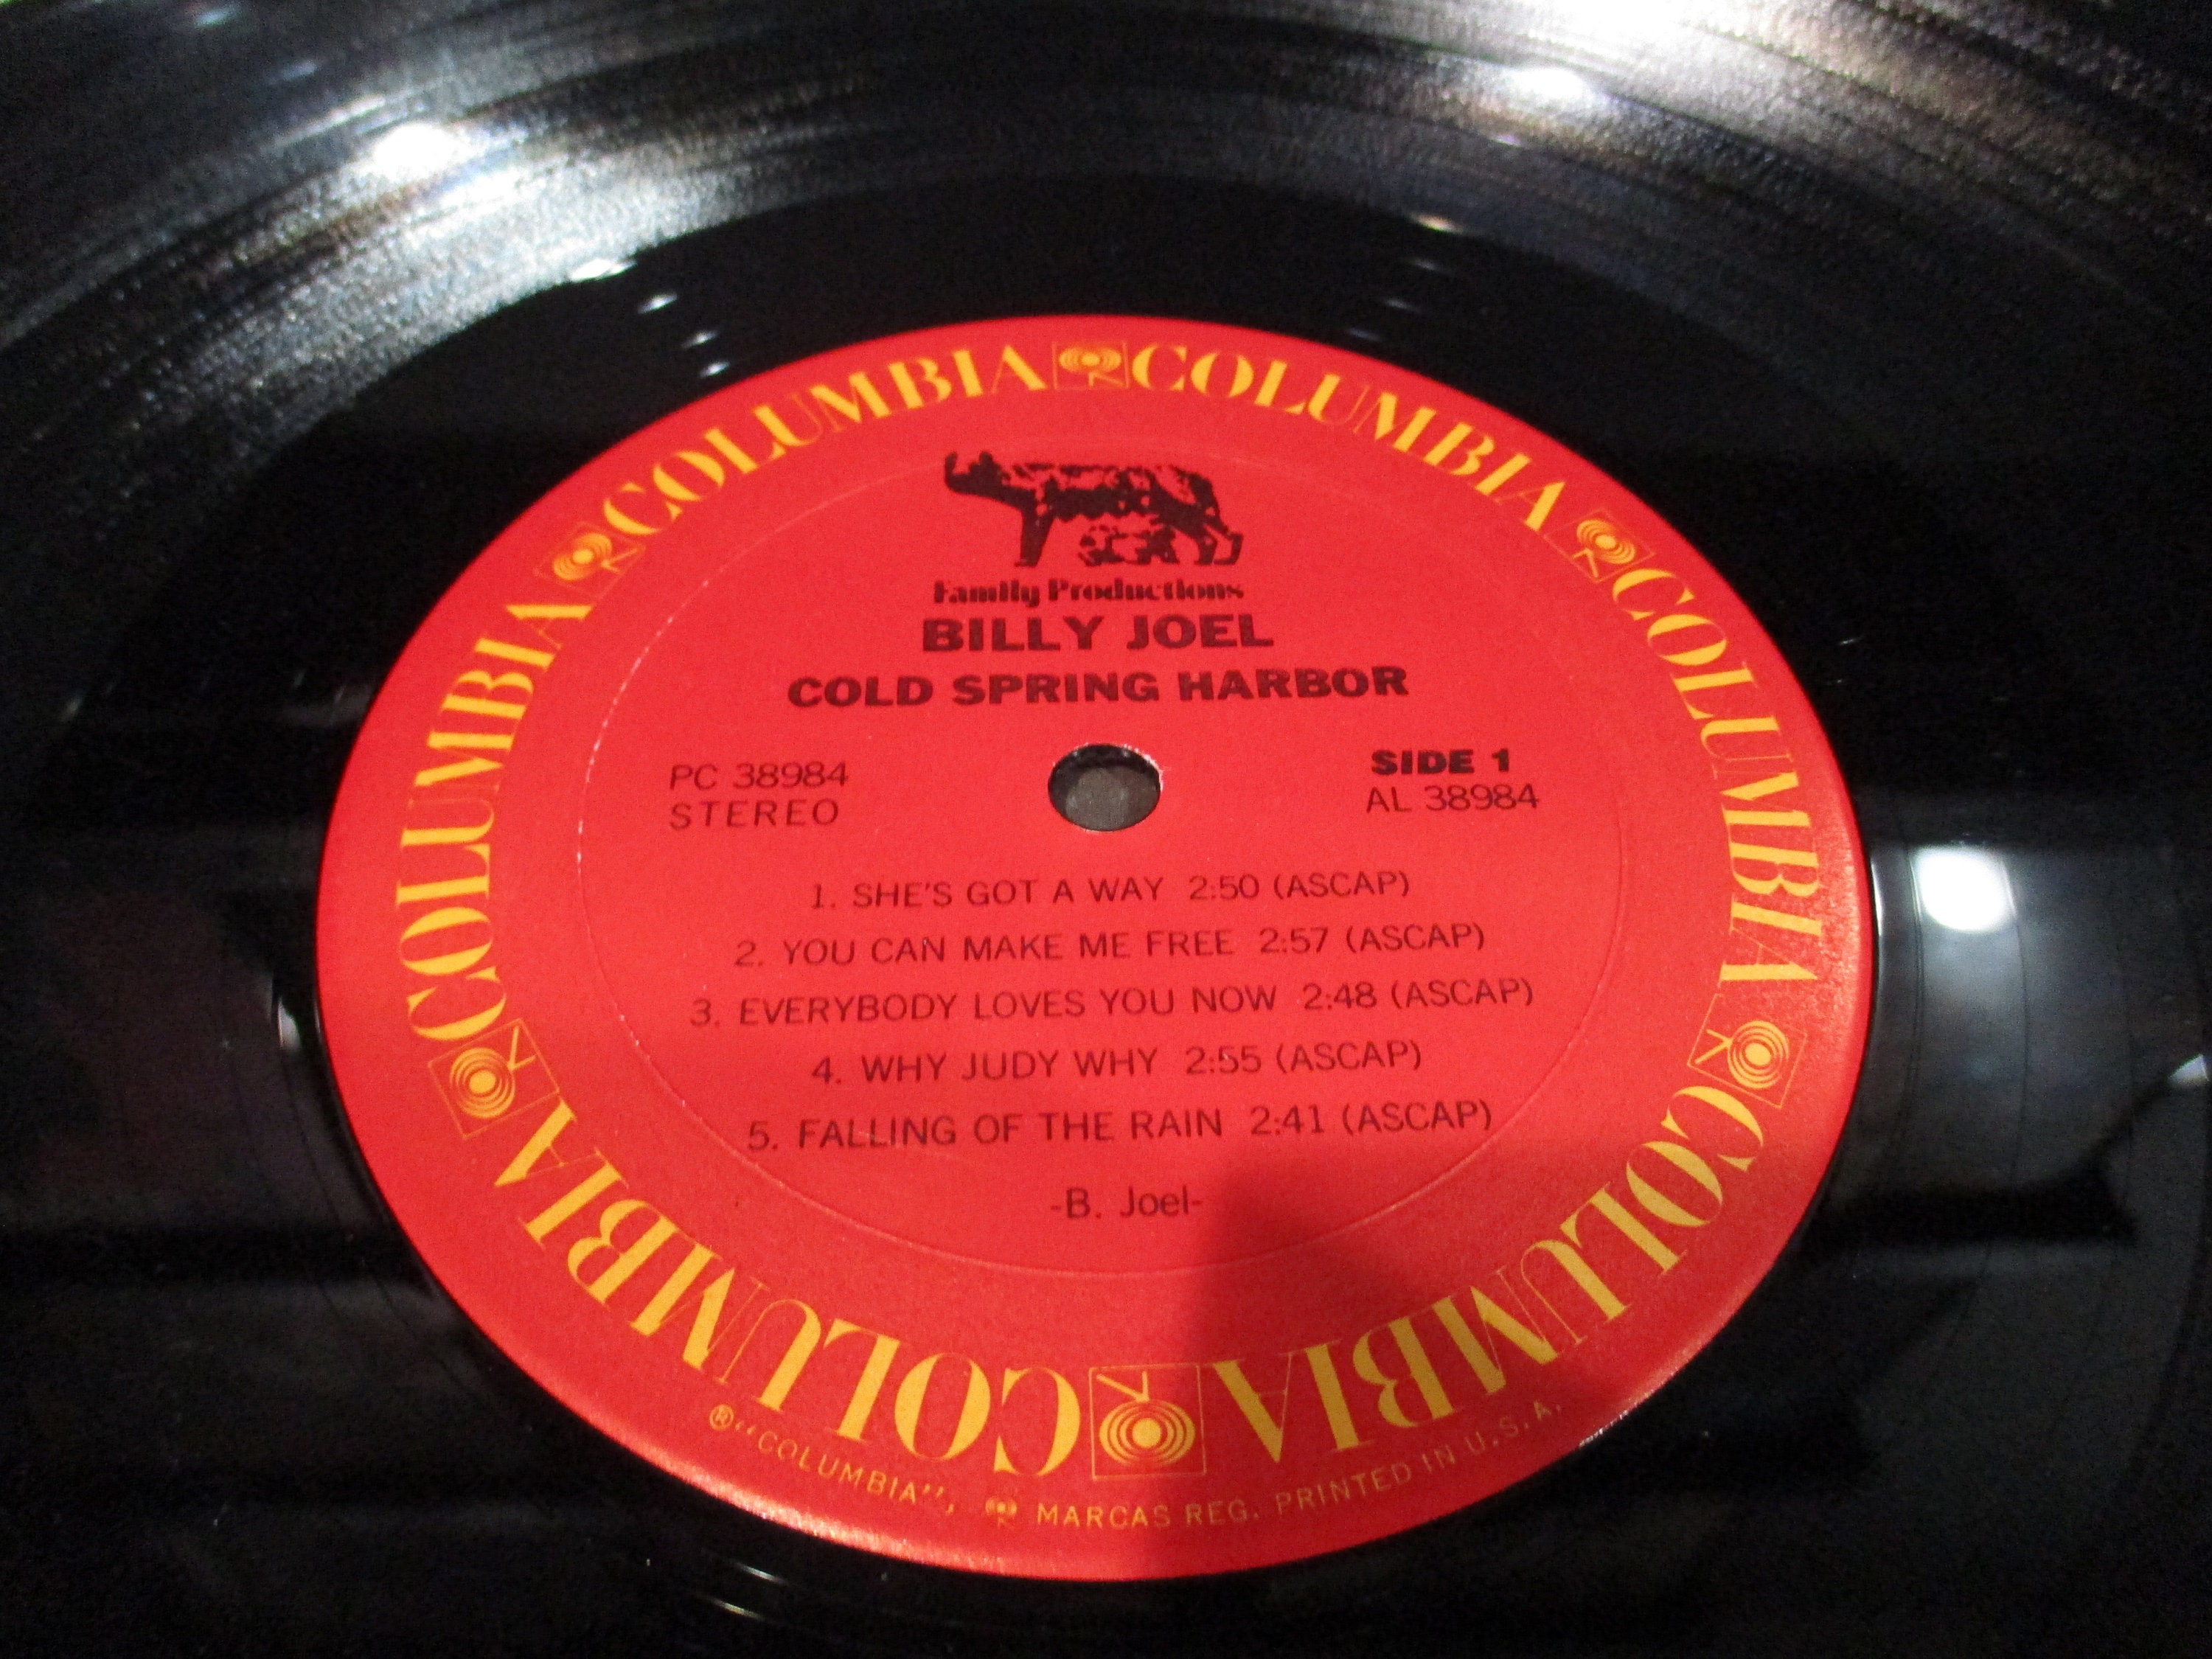 COLUMBIA COLUMBIA COLUMBIA COLUMBIA COLUMBIA COLUMBIA
Family Productions
BILLY JOEL
COLD SPRING HARBOR
PC 38984
STEREO
SIDE 1
AL 38984
1. SHE'S GOT A WAY 2:50 (ASCAP)
2. YOU CAN MAKE ME FREE 2:57 (ASCAP)
3. EVERYBODY LOVES YOU NOW 2:48 (ASCAP)
4. WHY JUDY WHY 2:55 (ASCAP)
5. FALLING OF THE RAIN 2:41 (ASCAP)
-B. Joel-
® "COLUMBIA", MARCAS REG. PRINTED IN U.S.A.